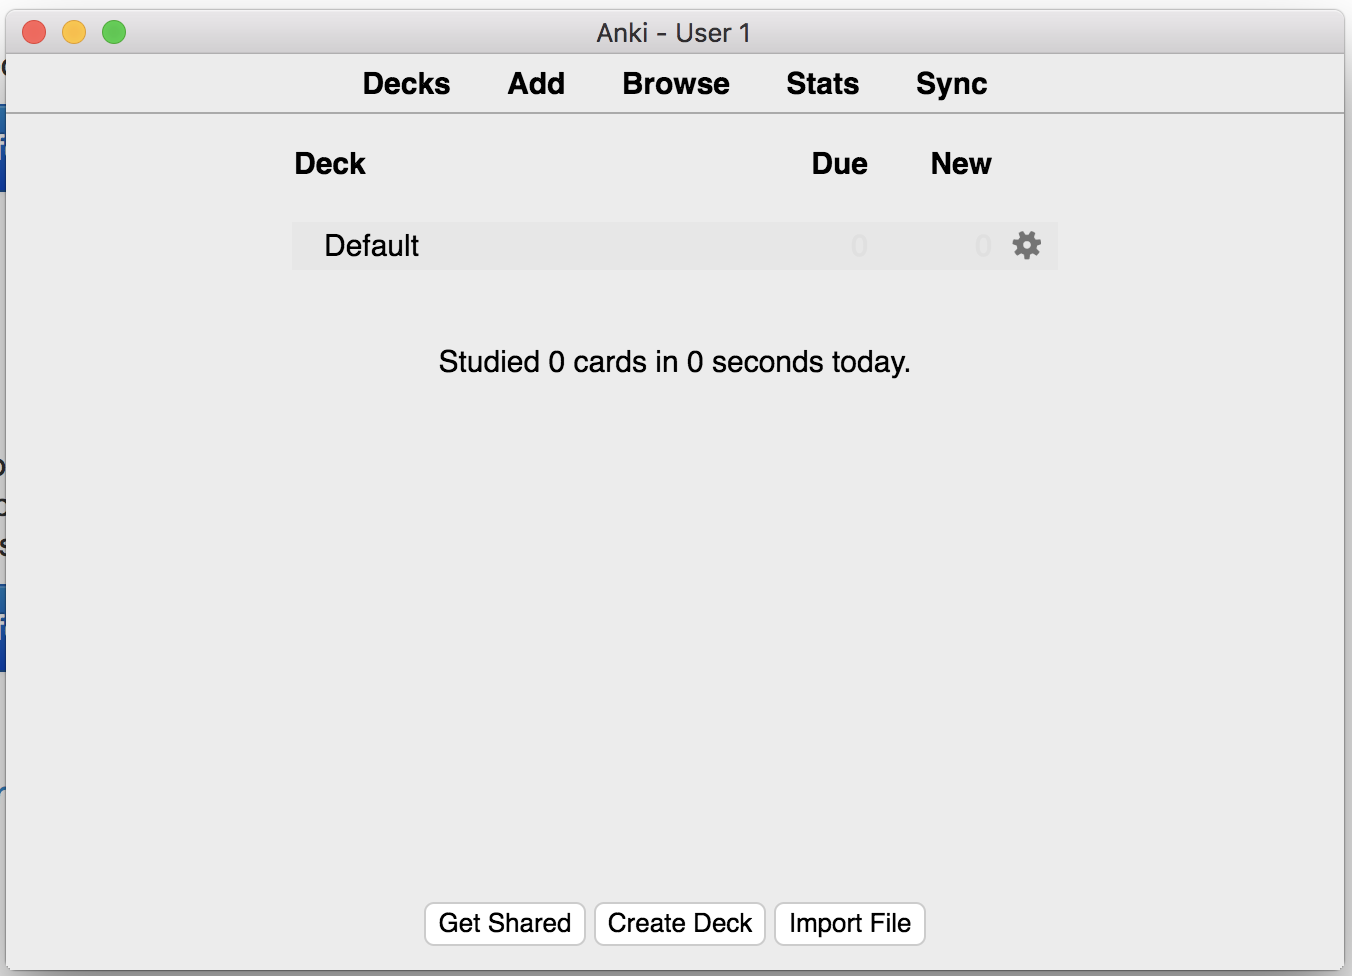 Anki - User 1
Decks Add Browse Stats Sync
Deck Due New
Default 0 0
Studied 0 cards in 0 seconds today.
Get Shared Create Deck Import File